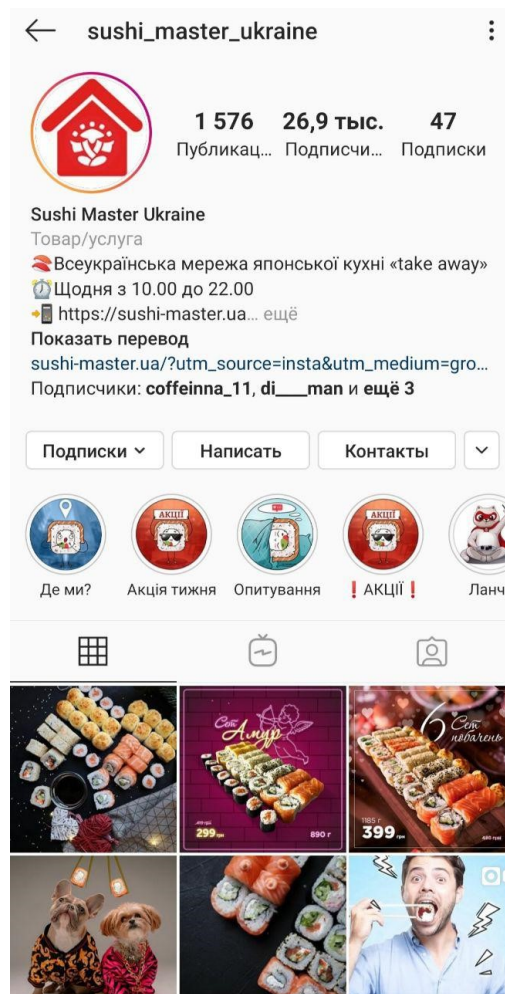 sushi_master_ukraine
1 576 26,9 тыс. 47
Публикац... Подписчи... Подписки
Sushi Master Ukraine
Товар/услуга
🍣Всеукраїнська мережа японської кухні «take away»
⏰Щодня з 10.00 до 22.00
📲 https://sushi-master.ua... ещё
Показать перевод
sushi-master.ua/?utm_source=insta&utm_medium=gro...
Подписчики: coffeinna_11, di____man и ещё 3
Подписки Написать Контакты
АКЦІЇ АКЦІЇ
Де ми? Акція тижня Опитування ❗АКЦІЇ❗ Ланч
Сет
Амур
299 грн 890 г
6 Сет
побачень
1185 г
399 грн